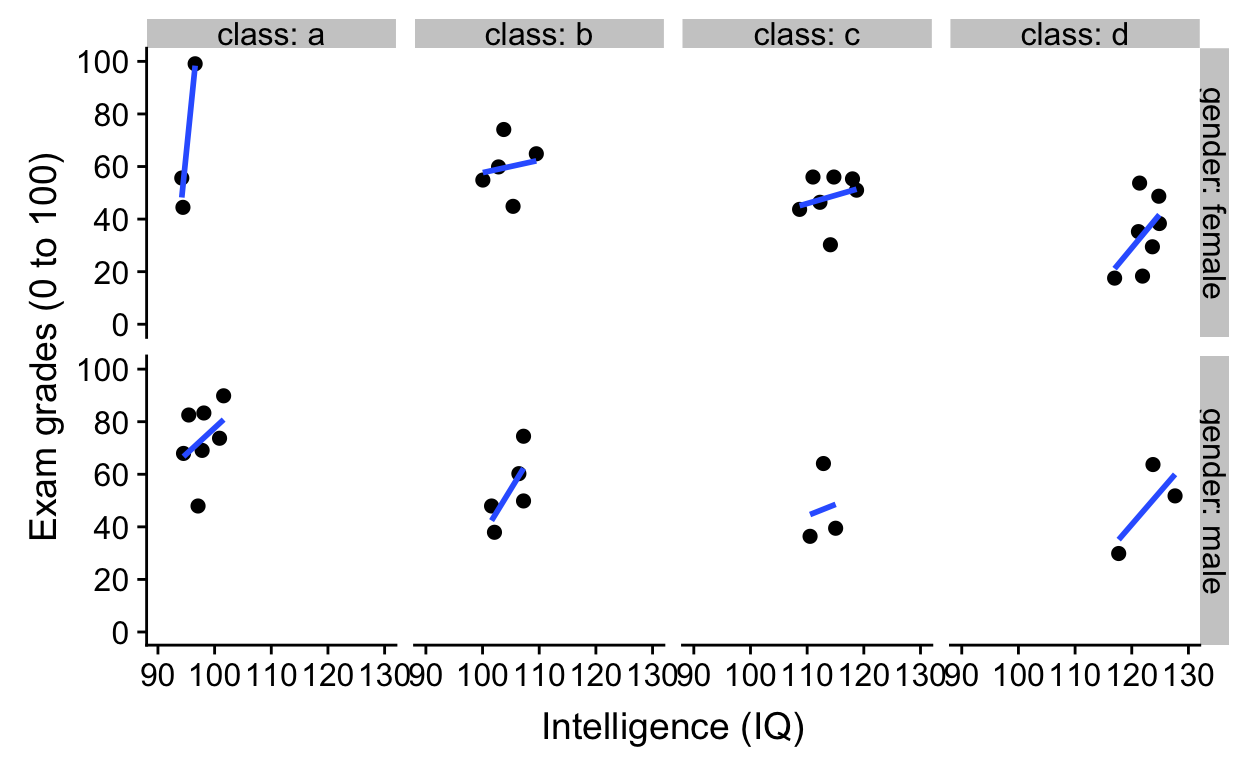 class: a
class: b
class: c
class: d
100
80
60
40
20
0
gender: female
Exam grades (0 to 100)
100
80
60
40
20
0
gender: male
90 100 110 120 130
90 100 110 120 130
90 100 110 120 130
90 100 110 120 130
Intelligence (IQ)